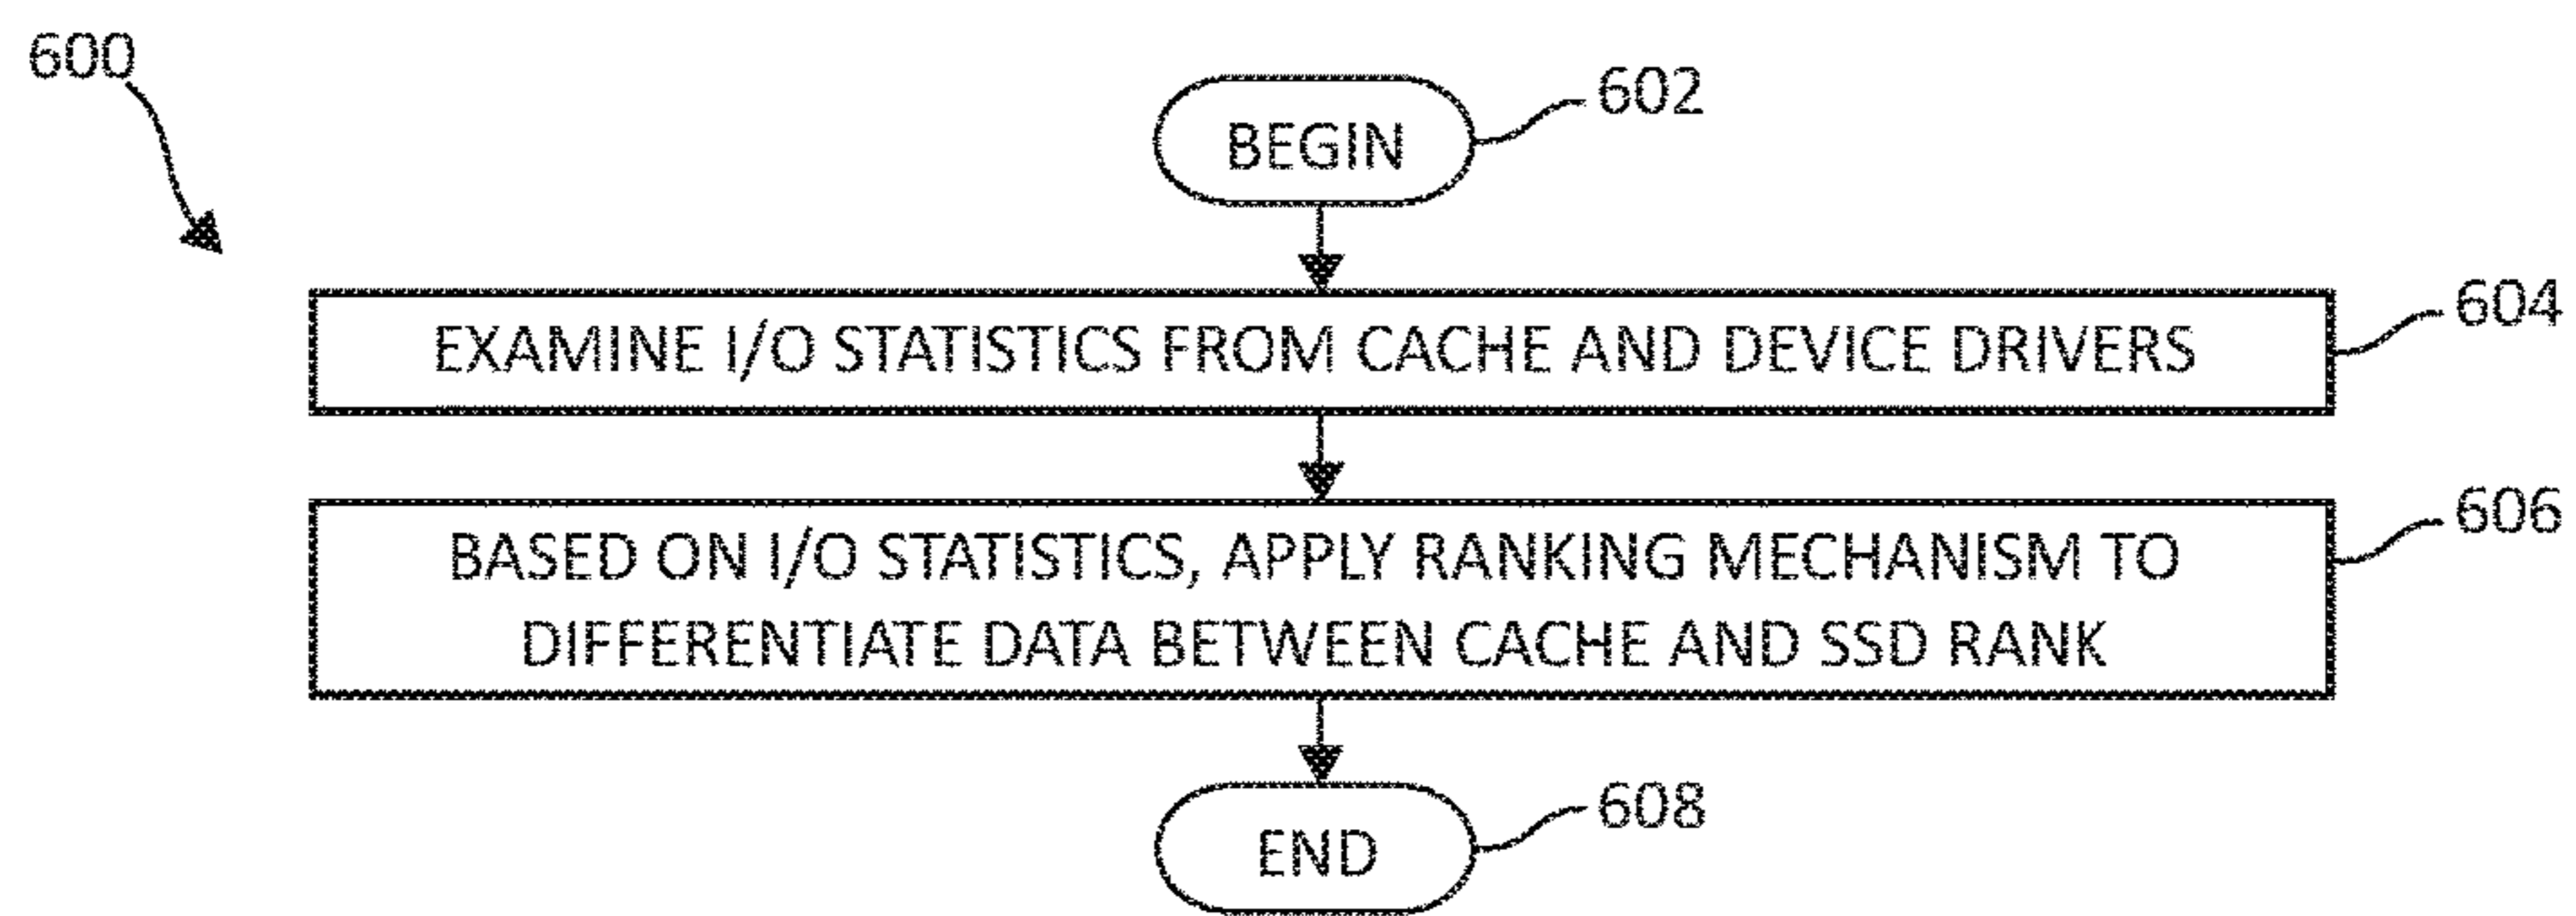 600
BEGIN
602
EXAMINE I/O STATISTICS FROM CACHE AND DEVICE DRIVERS
604
BASED ON I/O STATISTICS, APPLY RANKING MECHANISM TO
DIFFERENTIATE DATA BETWEEN CACHE AND SSD RANK
606
END
608